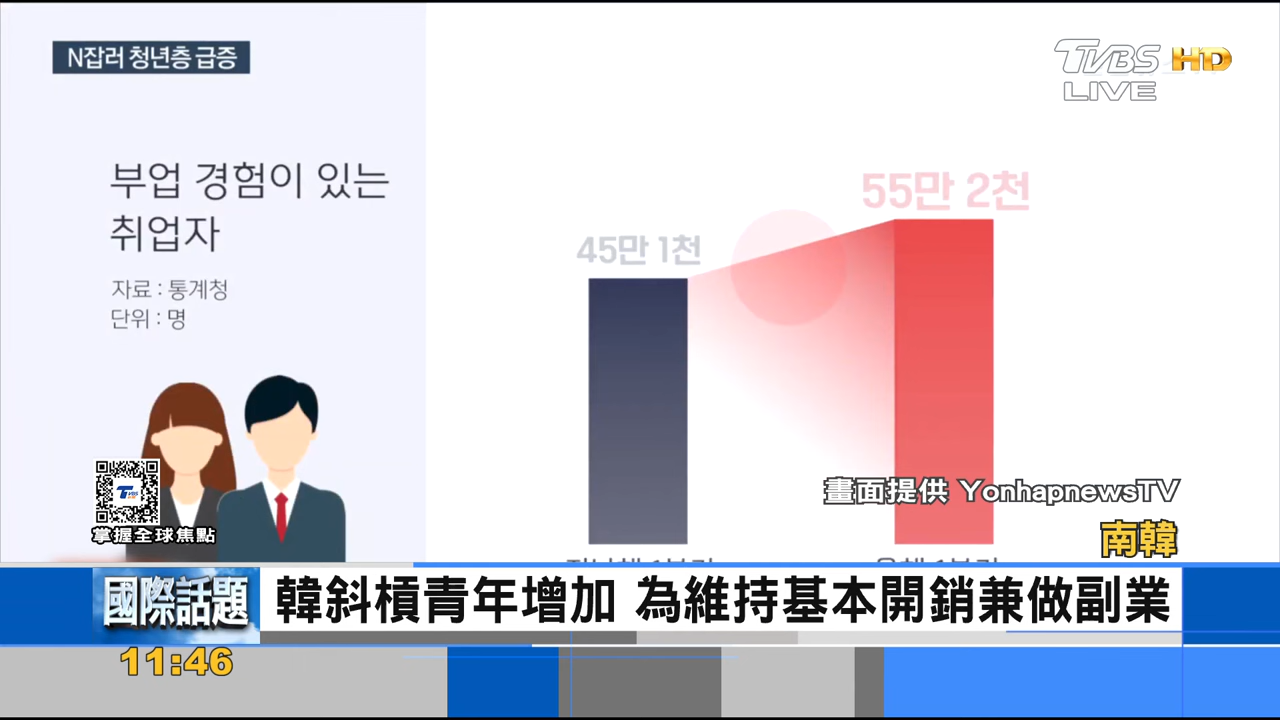 N잡러 청년층 급증
TVBS HD
LIVE
부업 경험이 있는
취업자
자료 : 통계청
단위 : 명
45만 1천
55만 2천
TVBS
掌握全球焦點
畫面提供 YonhapnewsTV
南韓
國際話題
韓斜槓青年增加 為維持基本開銷兼做副業
11:46